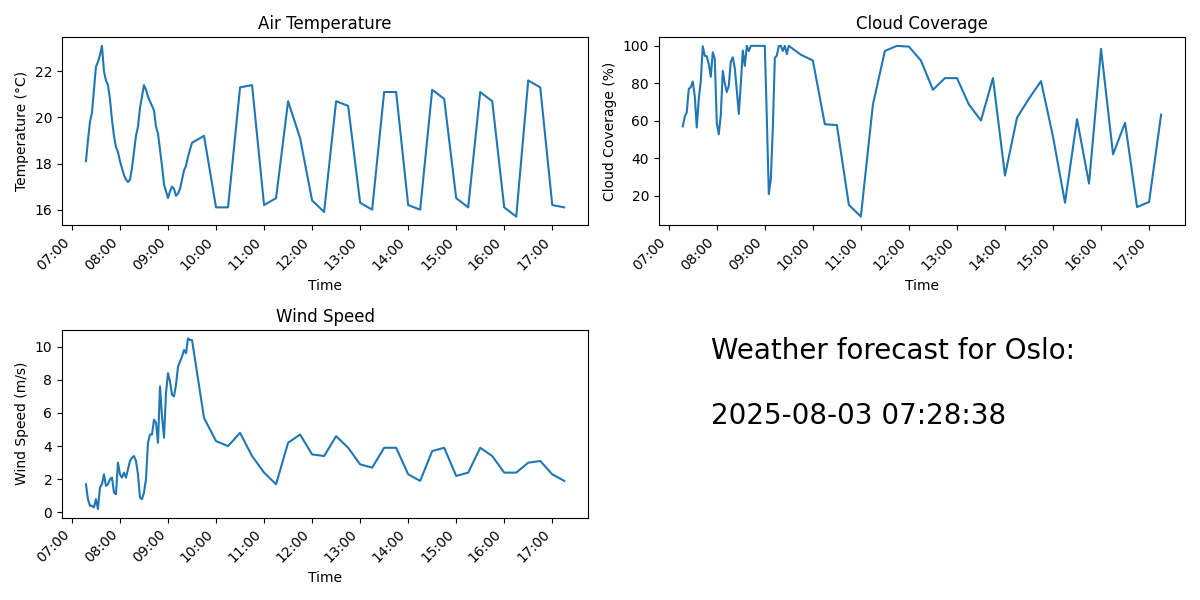 Air Temperature
Temperature (°C)
22
20
18
16
07:00 08:00 09:00 10:00 11:00 12:00 13:00 14:00 15:00 16:00 17:00
Time
Cloud Coverage
Cloud Coverage (%)
100
80
60
40
20
07:00 08:00 09:00 10:00 11:00 12:00 13:00 14:00 15:00 16:00 17:00
Time
Wind Speed
Wind Speed (m/s)
10
8
6
4
2
0
07:00 08:00 09:00 10:00 11:00 12:00 13:00 14:00 15:00 16:00 17:00
Time
Weather forecast for Oslo:
2025-08-03 07:28:38